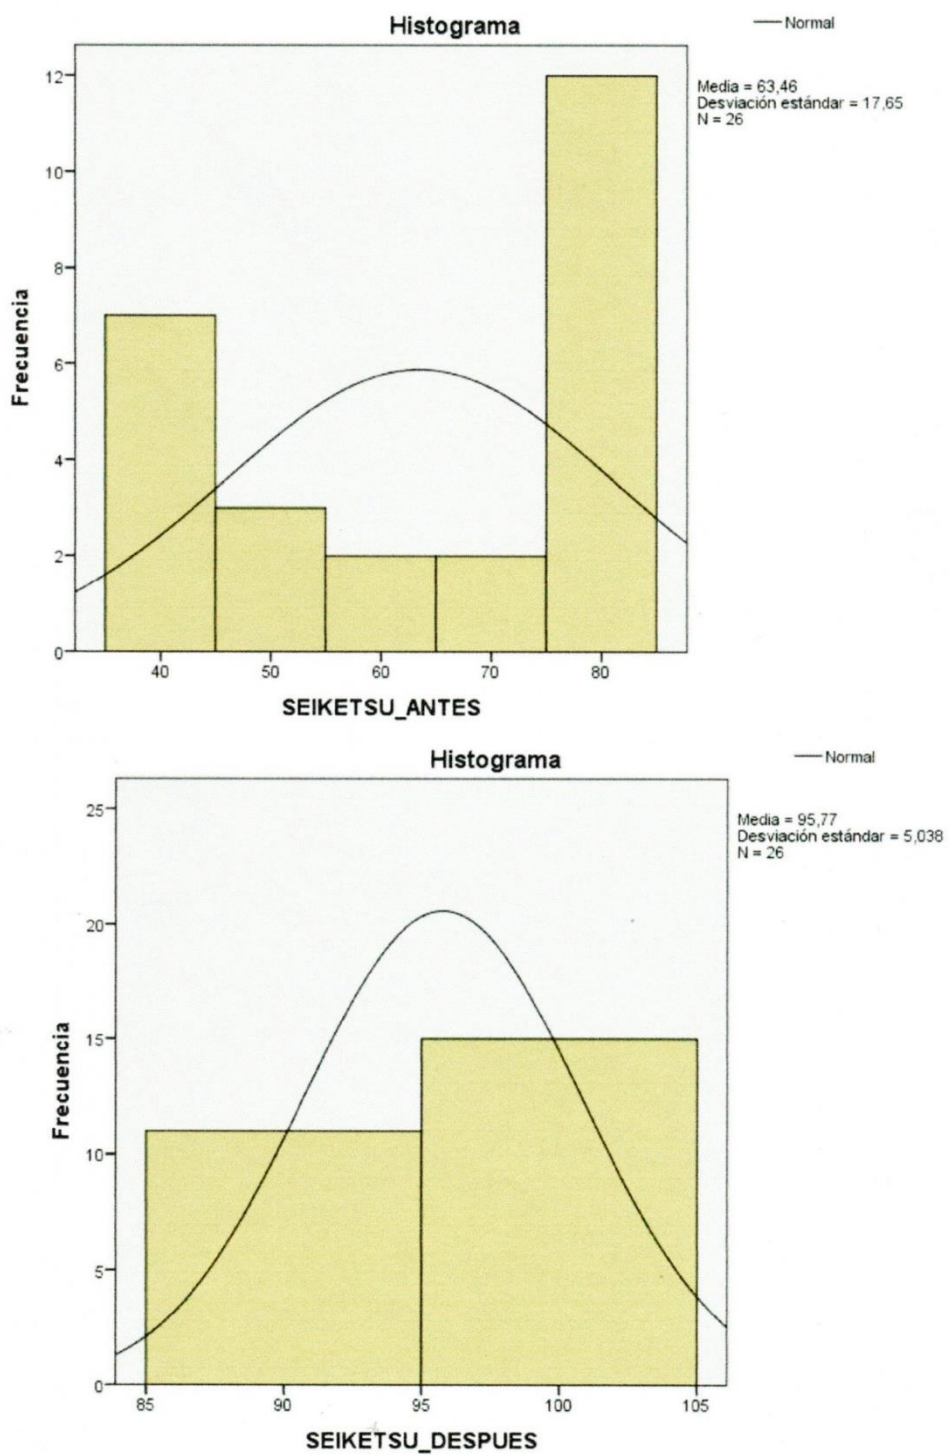 Histograma
Normal
Media = 63,46
Desviación estándar = 17,65
N = 26
12
10
8
6
4
2
0
Frecuencia
40 50 60 70 80
SEIKETSU_ANTES
Histograma
Normal
Media = 95,77
Desviación estándar = 5,038
N = 26
25
20
15
10
5
0
Frecuencia
85 90 95 100 105
SEIKETSU_DESPUES